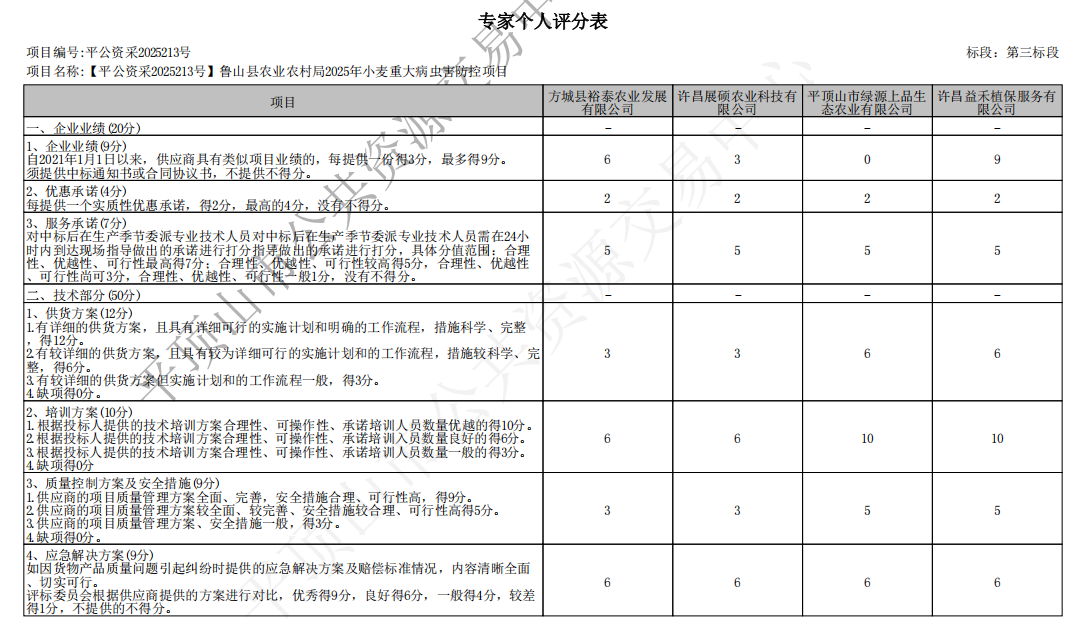 专家个人评分表
项目编号:平公资采2025213号
标段：第三标段
项目名称:【平公资采2025213号】鲁山县农业农村局2025年小麦重大病虫害防控项目
项目
方城县裕泰农业发展
有限公司
许昌展硕农业科技有
限公司
平顶山市绿源上品生
态农业有限公司
许昌益禾植保服务有
限公司
一、企业业绩(20分)
— — — —
1、企业业绩(9分)
自2021年1月1日以来，供应商具有类似项目业绩的，每提供一份得3分，最多得9分。
须提供中标通知书或合同协议书，不提供不得分。
6 3 0 9
2、优惠承诺(4分)
每提供一个实质性优惠承诺，得2分，最高的4分，没有不得分。
2 2 2 2
3、服务承诺(7分)
对中标后在生产季节委派专业技术人员对中标后在生产季节委派专业技术人员需在24小
时内到达现场指导做出的承诺进行打分指导做出的承诺进行打分，具体分值范围：合理
性、优越性、可行性最高得7分；合理性、优越性、可行性较高得5分，合理性、优越性
、可行性尚可3分，合理性、优越性、可行性一般1分，没有不得分。
5 5 5 5
二、技术部分(50分)
— — — —
1、供货方案(12分)
1.有详细的供货方案，且具有详细可行的实施计划和明确的工作流程，措施科学、完整
，得12分。
2.有较详细的供货方案，且具有较为详细可行的实施计划和的工作流程，措施较科学、完
整，得6分。
3.有较详细的供货方案但实施计划和的工作流程一般，得3分。
4.缺项得0分。
3 3 6 6
2、培训方案(10分)
1.根据投标人提供的技术培训方案合理性、可操作性、承诺培训人员数量优越的得10分。
2.根据投标人提供的技术培训方案合理性、可操作性、承诺培训入员数量良好的得6分。
3.根据投标人提供的技术培训方案合理性、可操作性、承诺培训人员数量一般的得3分。
4.缺项得0分
6 6 10 10
3、质量控制方案及安全措施(9分)
1.供应商的项目质量管理方案全面、完善，安全措施合理、可行性高，得9分。
2.供应商的项目质量管理方案较全面、较完善、安全措施较合理、可行性高得5分。
3.供应商的项目质量管理方案、安全措施一般，得3分。
4.缺项得0分。
3 3 5 5
4、应急解决方案(9分)
如因货物产品质量问题引起纠纷时提供的应急解决方案及赔偿标准情况，内容清晰全面
、切实可行。
评标委员会根据供应商提供的方案进行对比，优秀得9分，良好得6分，一般得4分，较差
得1分，不提供的不得分。
6 6 6 6
平顶山市公共资源交易中心
平顶山市公共资源交易中心